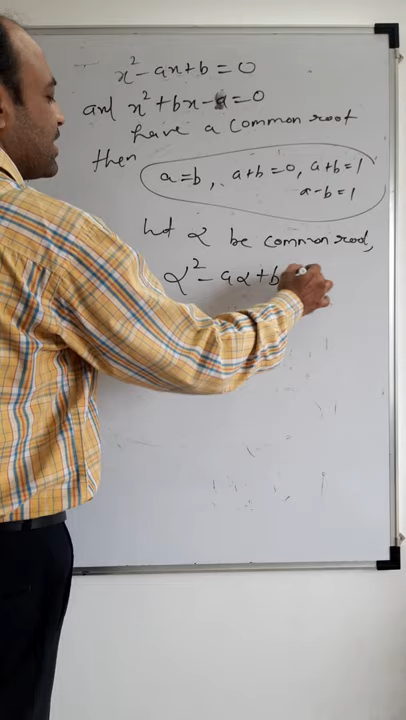 x² - ax + b = 0
and x² + bx - a = 0
have a common root
then
a = b, a + b = 0, a + b = 1
a - b = 1
Let α be common root,
α² - aα + b